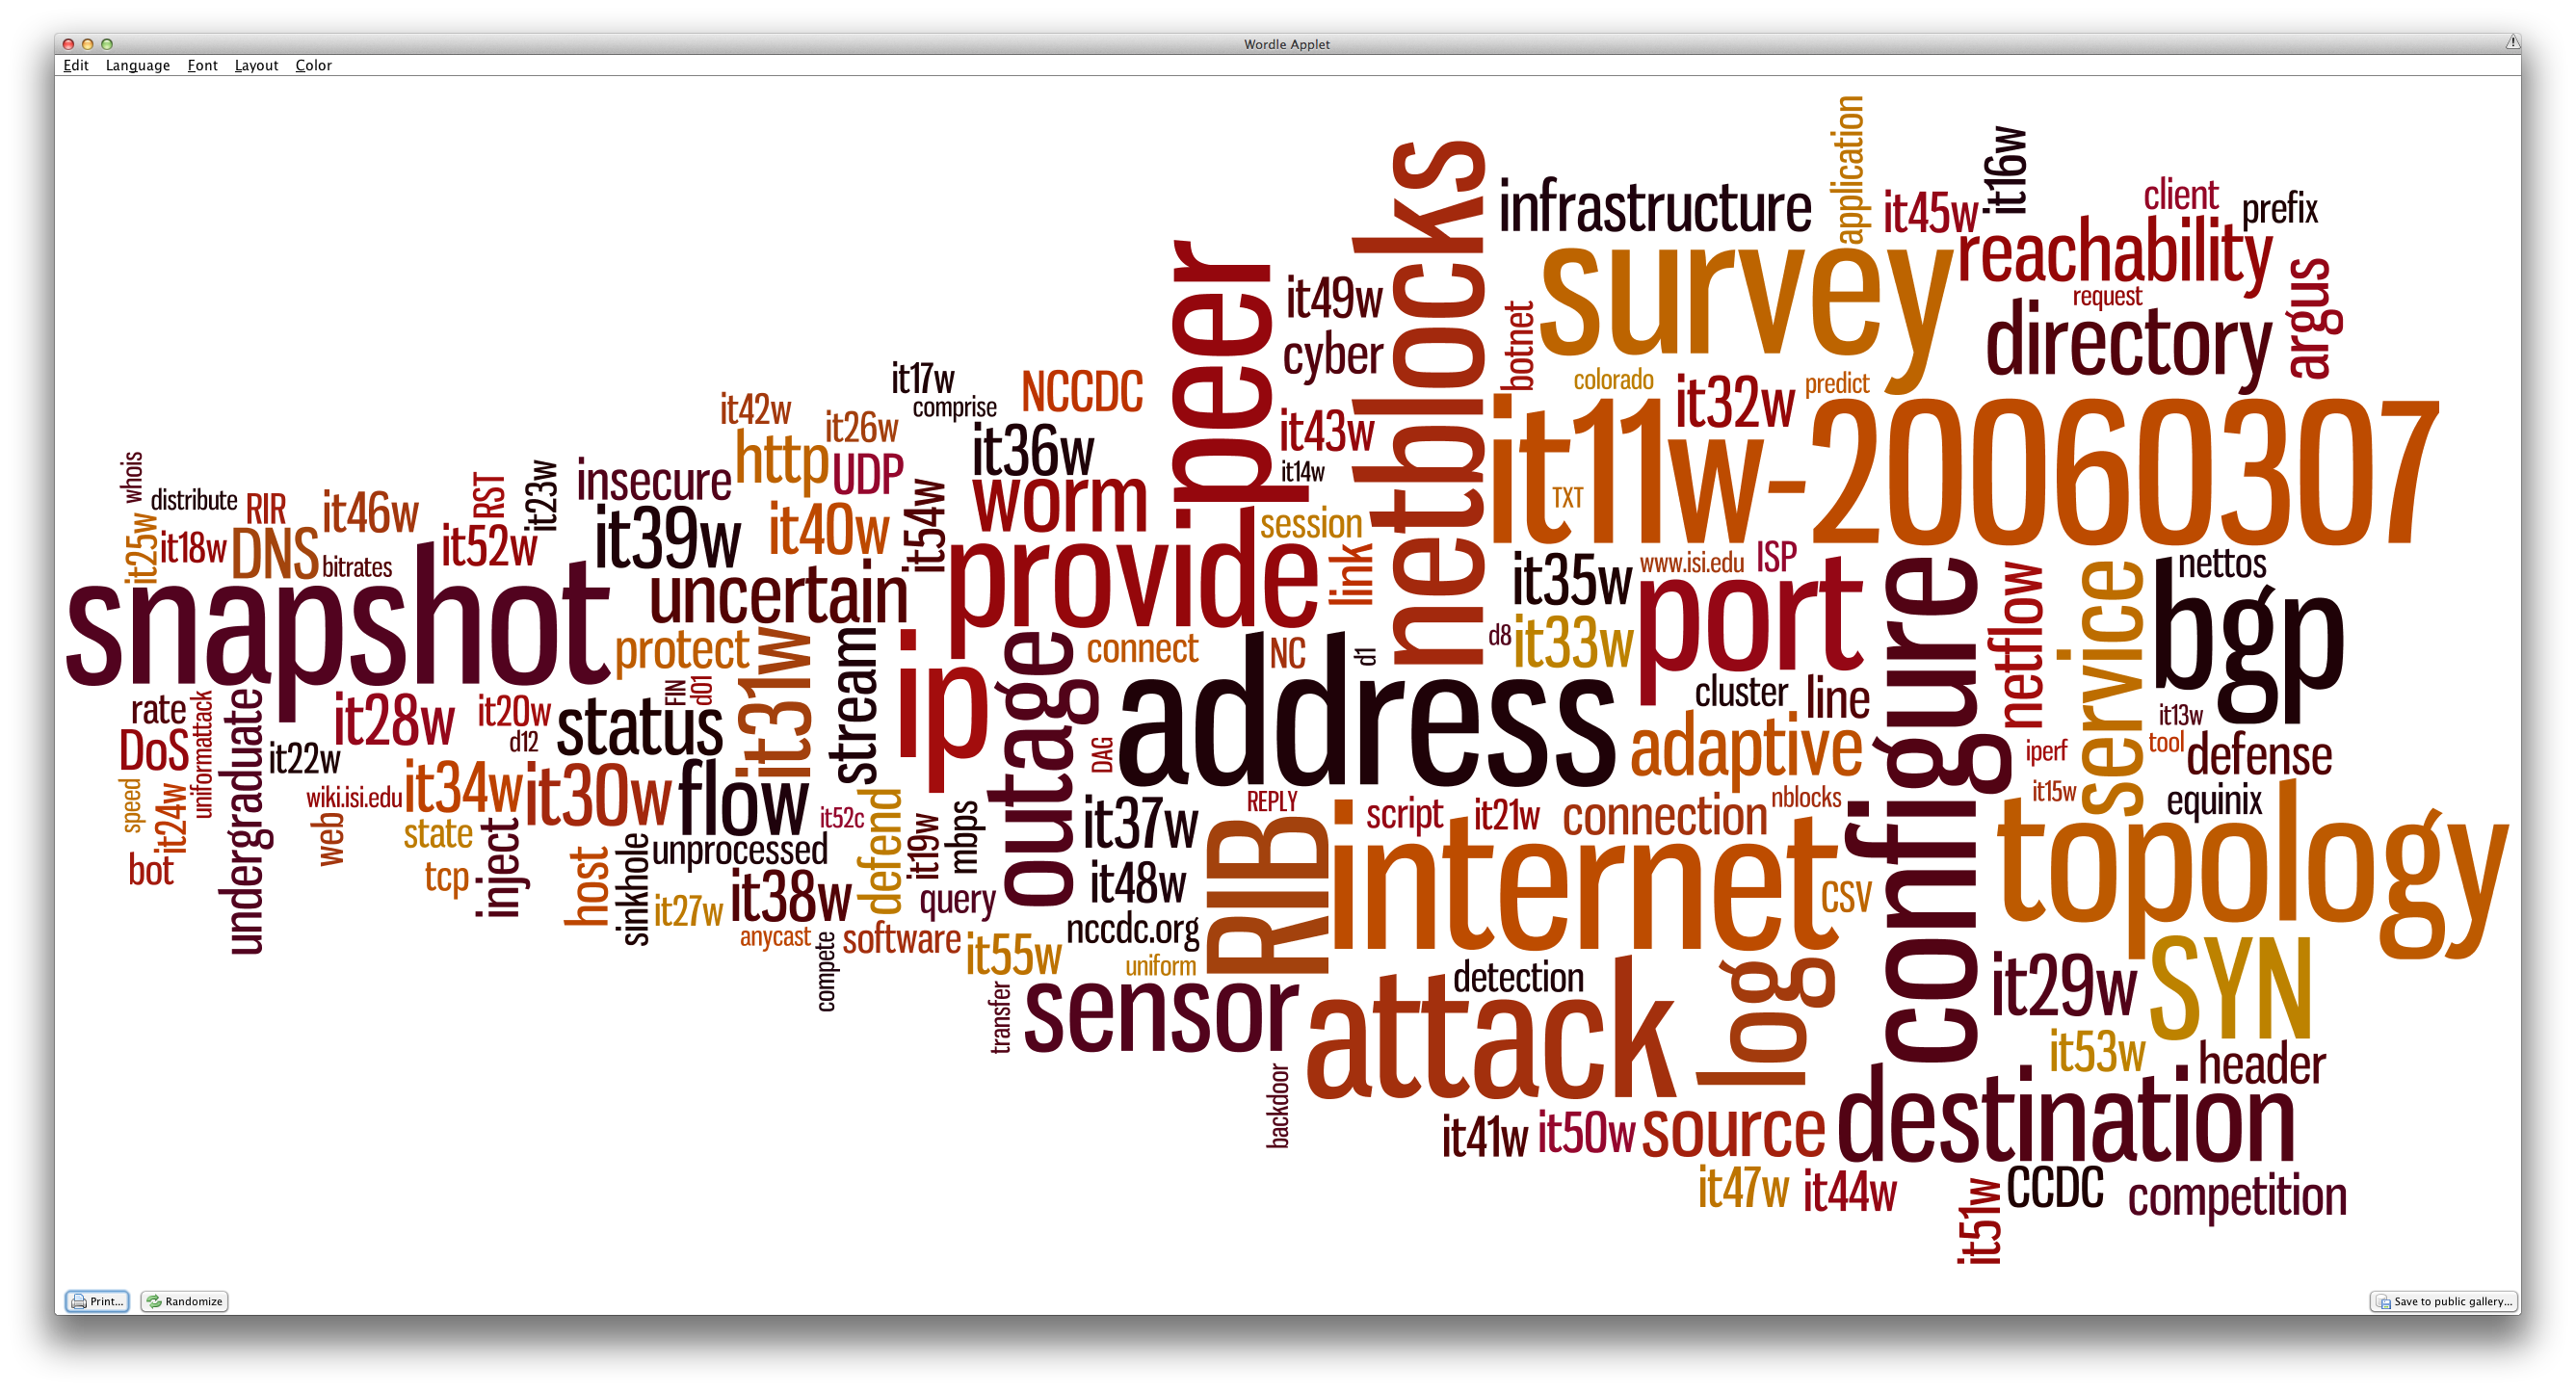 Wordle Applet
Edit Language Font Layout Color
application
it16w
netblocks
infrastructure
it45w
client
prefix
survey
reachability
request
argus
peer
it49w
cyber
botnet
directory
it17w
comprise
NCCDC
it42w
it26w
it43w
colorado
it32w
predict
it11w-20060307
http
UDP
it36w
it14w
whois
distribute
RIR
it46w
RST
it23w
insecure
it54w
worm
TXT
it25w
it18w
DNS
bitrates
it52w
it39w
it40w
session
provide
link
www.isi.edu
ISP
it35w
port
configure
netflow
service
bgp
nettos
snapshot
uncertain
protect
it31w
stream
ip
outage
connect
NC
d1
d8
it33w
address
cluster
line
adaptive
rate
DoS
uniformattack
undergraduate
it28w
it22w
it20w
d12
FIN
d01
status
DAG
it13w
tool
iperf
defense
speed
it24w
wiki.isi.edu
it34w
it30w
flow
it52c
defend
it19w
mbps
it37w
REPLY
script
it21w
connection
nblocks
it15w
equinix
bot
web
state
tcp
inject
host
sinkhole
unprocessed
it27w
it38w
query
it48w
RIB
internet
CSV
topology
anycast
compete
software
it55w
nccdc.org
uniform
transfer
sensor
detection
attack
log
it29w
SYN
it53w
header
backdoor
it41w
it50w
source
destination
it47w
it44w
it51w
CCDC
competition
Print...
Randomize
Save to public gallery...